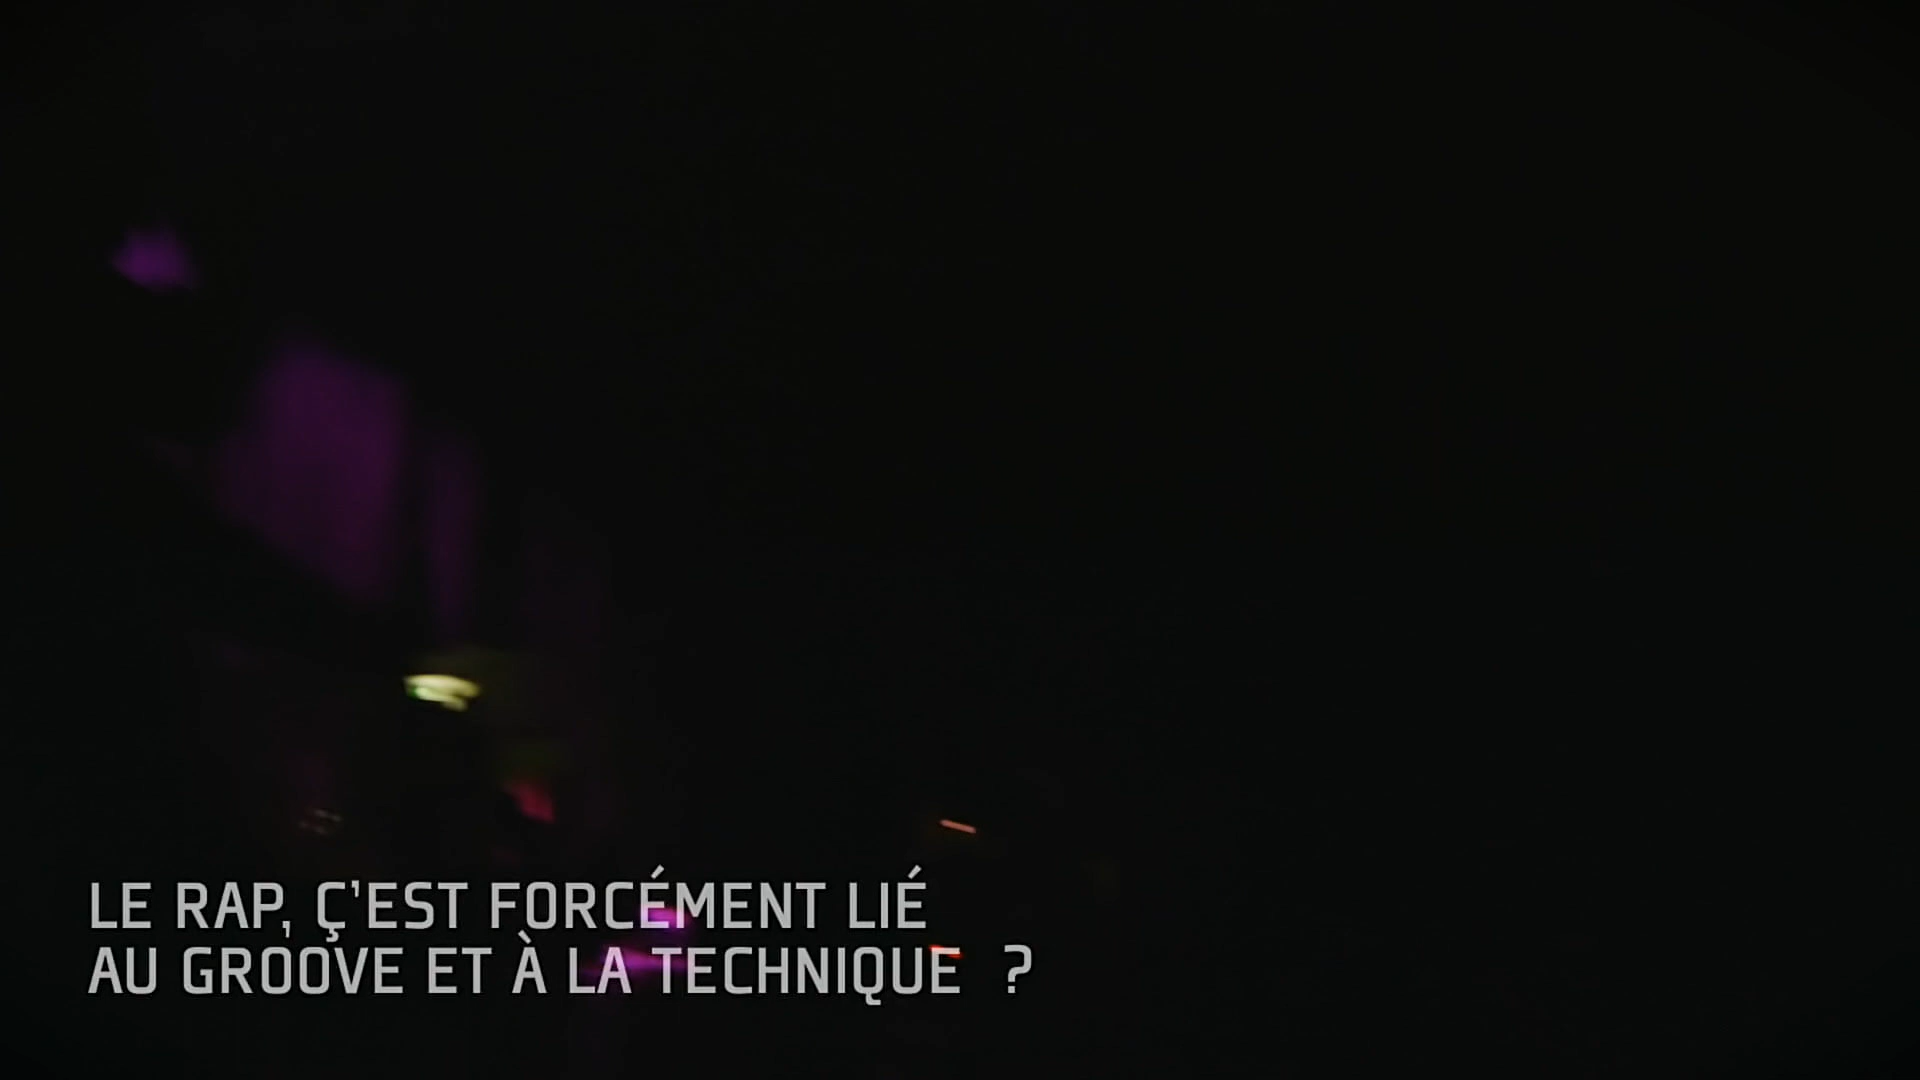 LE RAP, Ç'EST FORCÉMENT LIÉ
AU GROOVE ET À LA TECHNIQUE ?